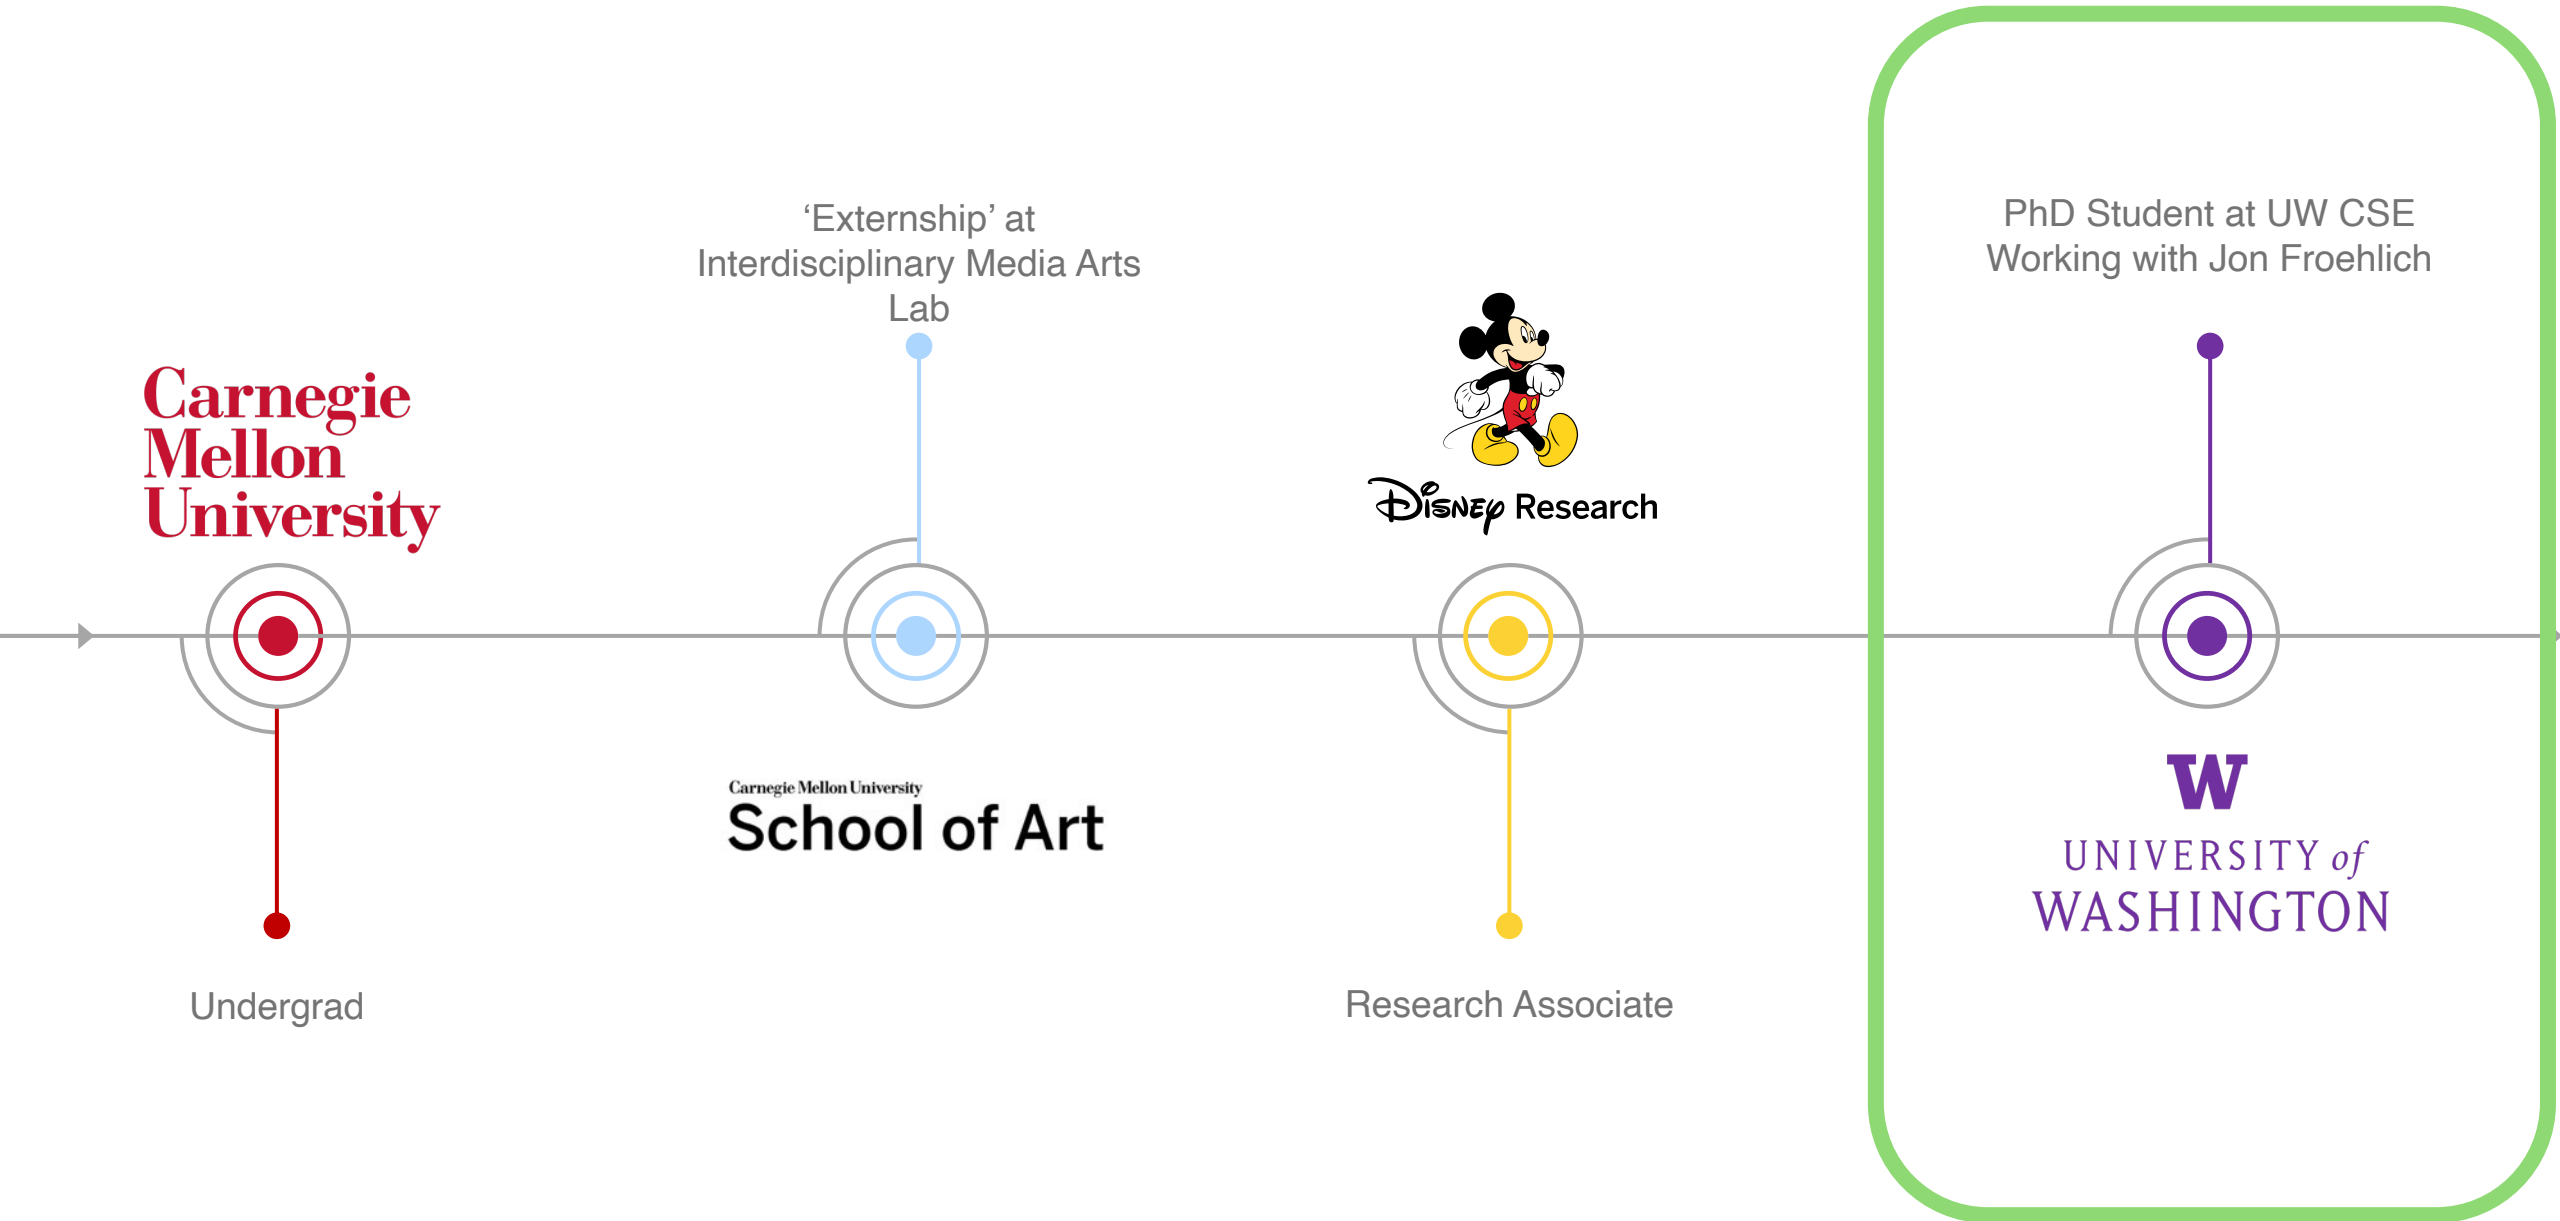 Carnegie
Mellon
University
Undergrad
‘Externship’ at
Interdisciplinary Media Arts
Lab
Carnegie Mellon University
School of Art
Disney Research
Research Associate
PhD Student at UW CSE
Working with Jon Froehlich
W
UNIVERSITY of
WASHINGTON